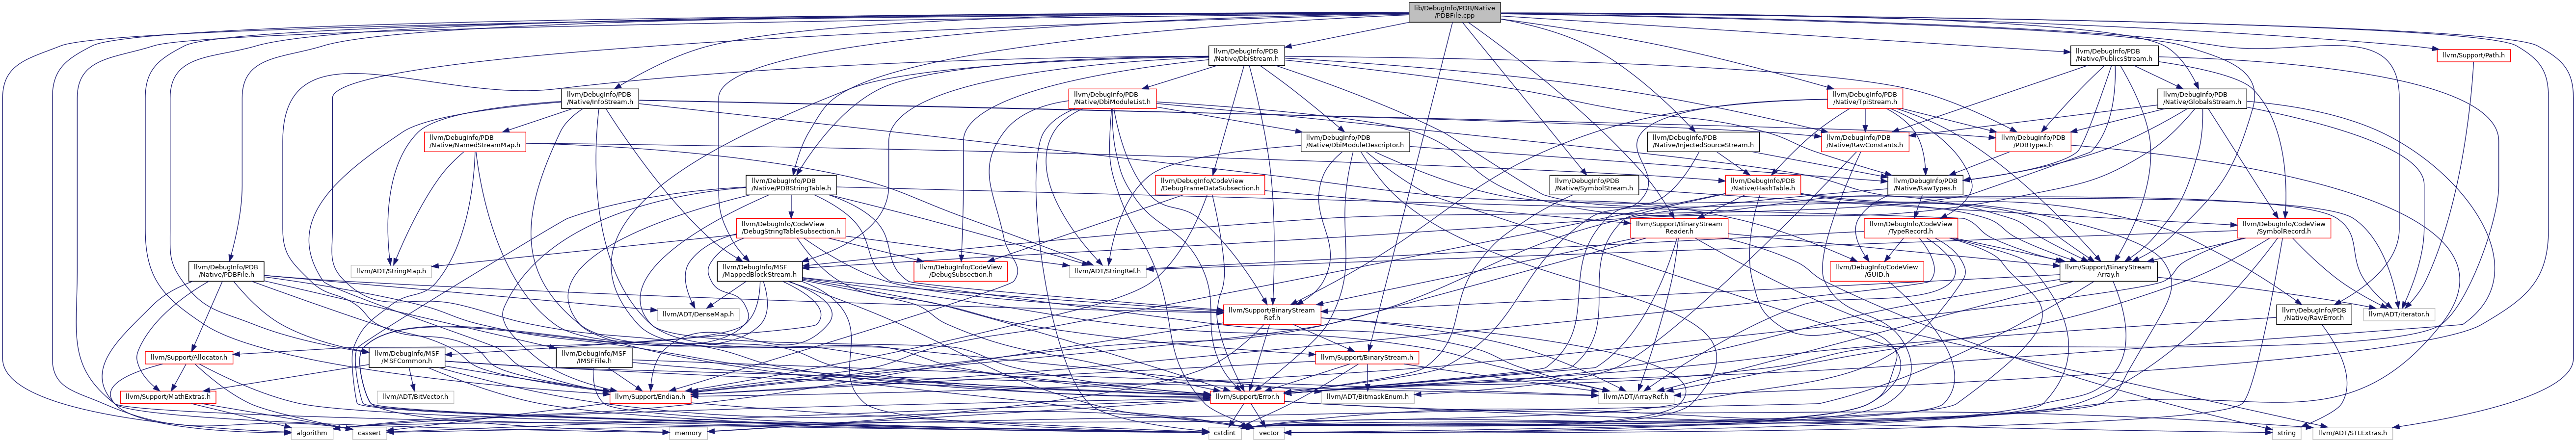 lib/DebugInfo/PDB/Native
/PDBFile.cpp
llvm/DebugInfo/PDB
/Native/DbiStream.h
llvm/DebugInfo/PDB
/Native/PublicsStream.h
llvm/Support/Path.h
llvm/DebugInfo/PDB
/Native/InfoStream.h
llvm/DebugInfo/PDB
/Native/DbiModuleList.h
llvm/DebugInfo/PDB
/Native/TpiStream.h
llvm/DebugInfo/PDB
/Native/GlobalsStream.h
llvm/DebugInfo/PDB
/Native/NamedStreamMap.h
llvm/DebugInfo/PDB
/Native/DbiModuleDescriptor.h
llvm/DebugInfo/PDB
/Native/InjectedSourceStream.h
llvm/DebugInfo/PDB
/Native/RawConstants.h
llvm/DebugInfo/PDB
/PDBTypes.h
llvm/DebugInfo/PDB
/Native/PDBStringTable.h
llvm/DebugInfo/CodeView
/DebugFrameDataSubsection.h
llvm/DebugInfo/PDB
/Native/SymbolStream.h
llvm/DebugInfo/PDB
/Native/HashTable.h
llvm/DebugInfo/PDB
/Native/RawTypes.h
llvm/DebugInfo/CodeView
/DebugStringTableSubsection.h
llvm/Support/BinaryStream
Reader.h
llvm/DebugInfo/CodeView
/TypeRecord.h
llvm/DebugInfo/CodeView
/SymbolRecord.h
llvm/DebugInfo/PDB
/Native/PDBFile.h
llvm/ADT/StringMap.h
llvm/DebugInfo/MSF
/MappedBlockStream.h
llvm/DebugInfo/CodeView
/DebugSubsection.h
llvm/ADT/StringRef.h
llvm/DebugInfo/CodeView
/GUID.h
llvm/Support/BinaryStream
Array.h
llvm/ADT/DenseMap.h
llvm/Support/BinaryStream
Ref.h
llvm/DebugInfo/PDB
/Native/RawError.h
llvm/ADT/iterator.h
llvm/Support/Allocator.h
llvm/DebugInfo/MSF
/MSFCommon.h
llvm/DebugInfo/MSF
/IMSFFile.h
llvm/Support/BinaryStream.h
llvm/Support/MathExtras.h
llvm/ADT/BitVector.h
llvm/Support/Endian.h
llvm/Support/Error.h
llvm/ADT/BitmaskEnum.h
llvm/ADT/ArrayRef.h
algorithm
cassert
memory
cstdint
vector
string
llvm/ADT/STLExtras.h